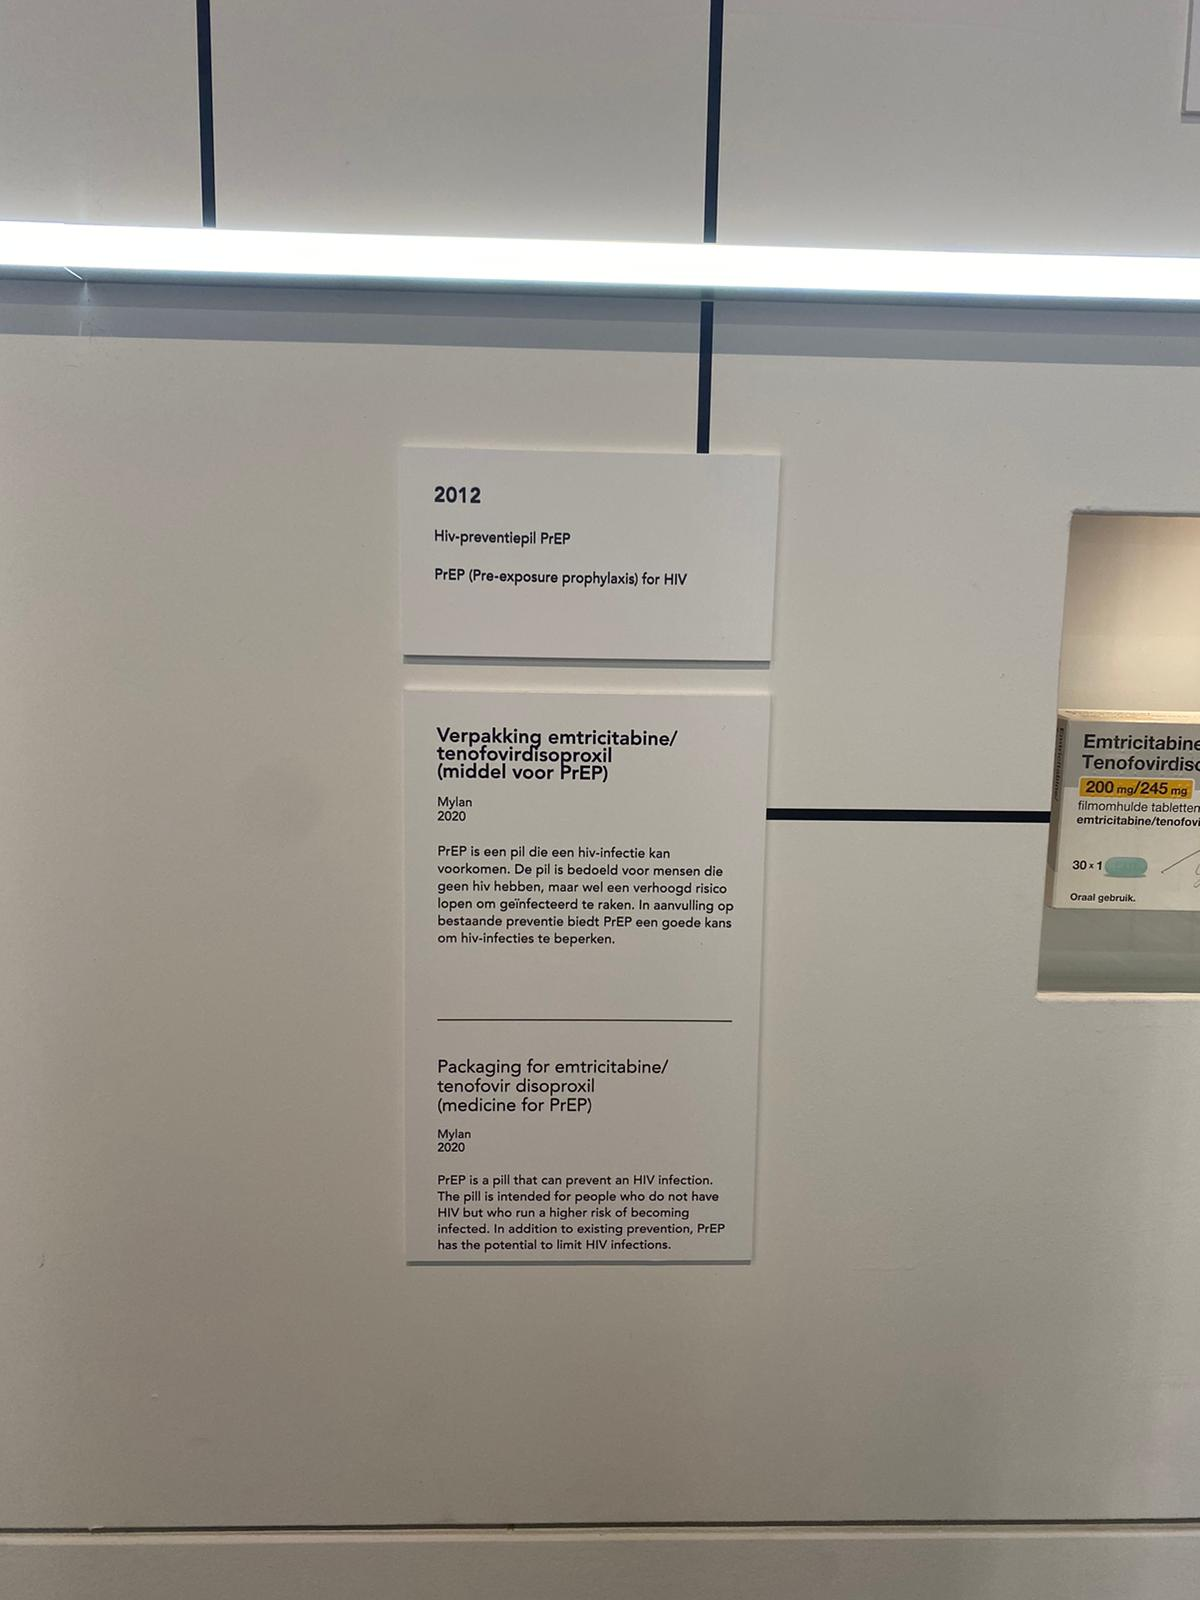 2012
Hiv-preventiepil PrEP
PrEP (Pre-exposure prophylaxis) for HIV
Verpakking emtricitabine/
tenofovirdisoproxil
(middel voor PrEP)
Mylan
2020
PrEP is een pil die een hiv-infectie kan
voorkomen. De pil is bedoeld voor mensen die
geen hiv hebben, maar wel een verhoogd risico
lopen om geïnfecteerd te raken. In aanvulling op
bestaande preventie biedt PrEP een goede kans
om hiv-infecties te beperken.
Packaging for emtricitabine/
tenofovir disoproxil
(medicine for PrEP)
Mylan
2020
PrEP is a pill that can prevent an HIV infection.
The pill is intended for people who do not have
HIV but who run a higher risk of becoming
infected. In addition to existing prevention, PrEP
has the potential to limit HIV infections.
Emtricitabine
Tenofovirdiso
200 mg/245 mg
filmomhulde tabletten
emtricitabine/tenofovi
30 x 1
Oraal gebruik.